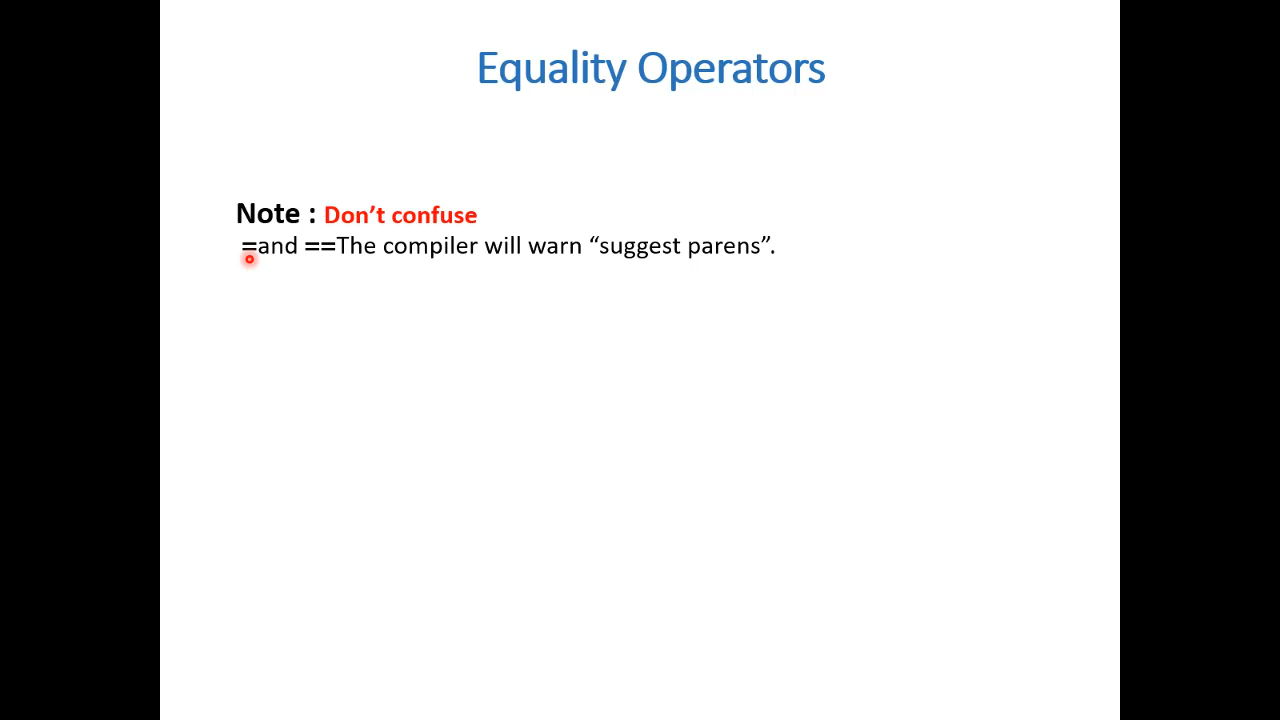 Equality Operators
Note : Don’t confuse
=and ==The compiler will warn “suggest parens”.